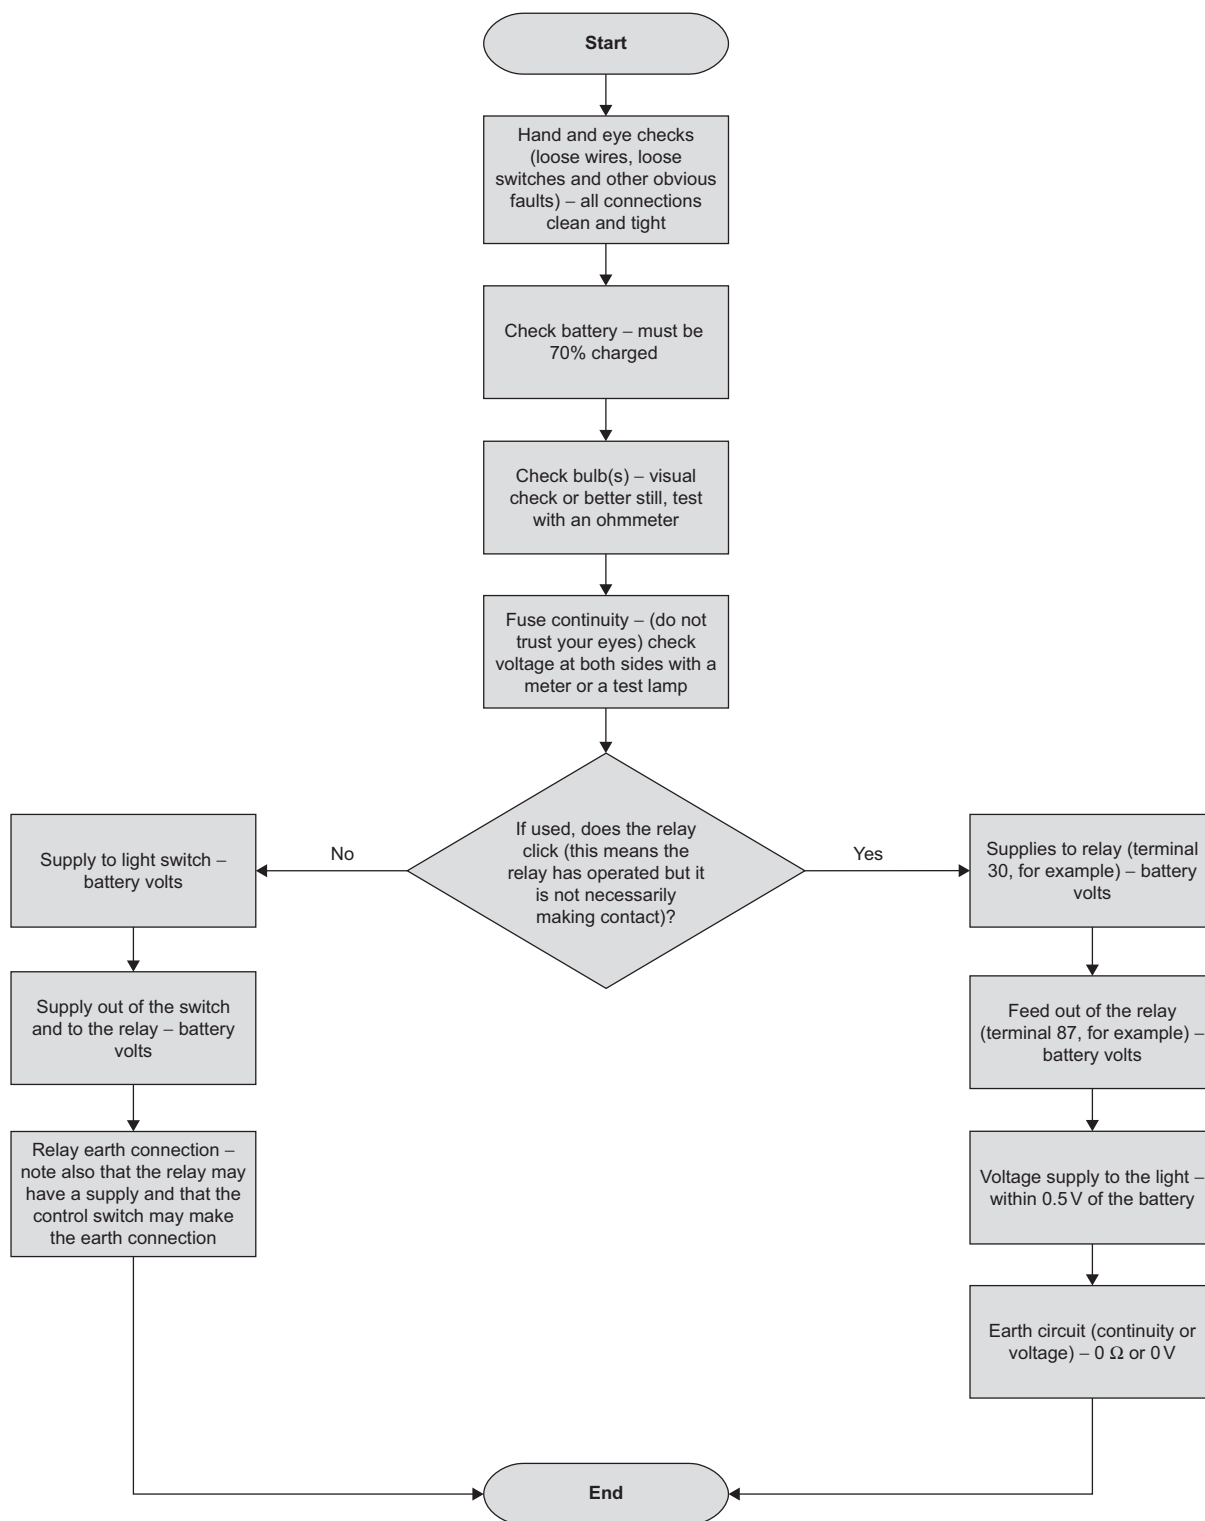 Start
Hand and eye checks
(loose wires, loose
switches and other obvious
faults) – all connections
clean and tight
Check battery – must be
70% charged
Check bulb(s) – visual
check or better still, test
with an ohmmeter
Fuse continuity – (do not
trust your eyes) check
voltage at both sides with a
meter or a test lamp
If used, does the relay
click (this means the
relay has operated but it
is not necessarily
making contact)?
No
Supply to light switch –
battery volts
Supply out of the switch
and to the relay – battery
volts
Relay earth connection –
note also that the relay may
have a supply and that the
control switch may make
the earth connection
Yes
Supplies to relay (terminal
30, for example) – battery
volts
Feed out of the relay
(terminal 87, for example) –
battery volts
Voltage supply to the light –
within 0.5 V of the battery
Earth circuit (continuity or
voltage) – 0 Ω or 0 V
End